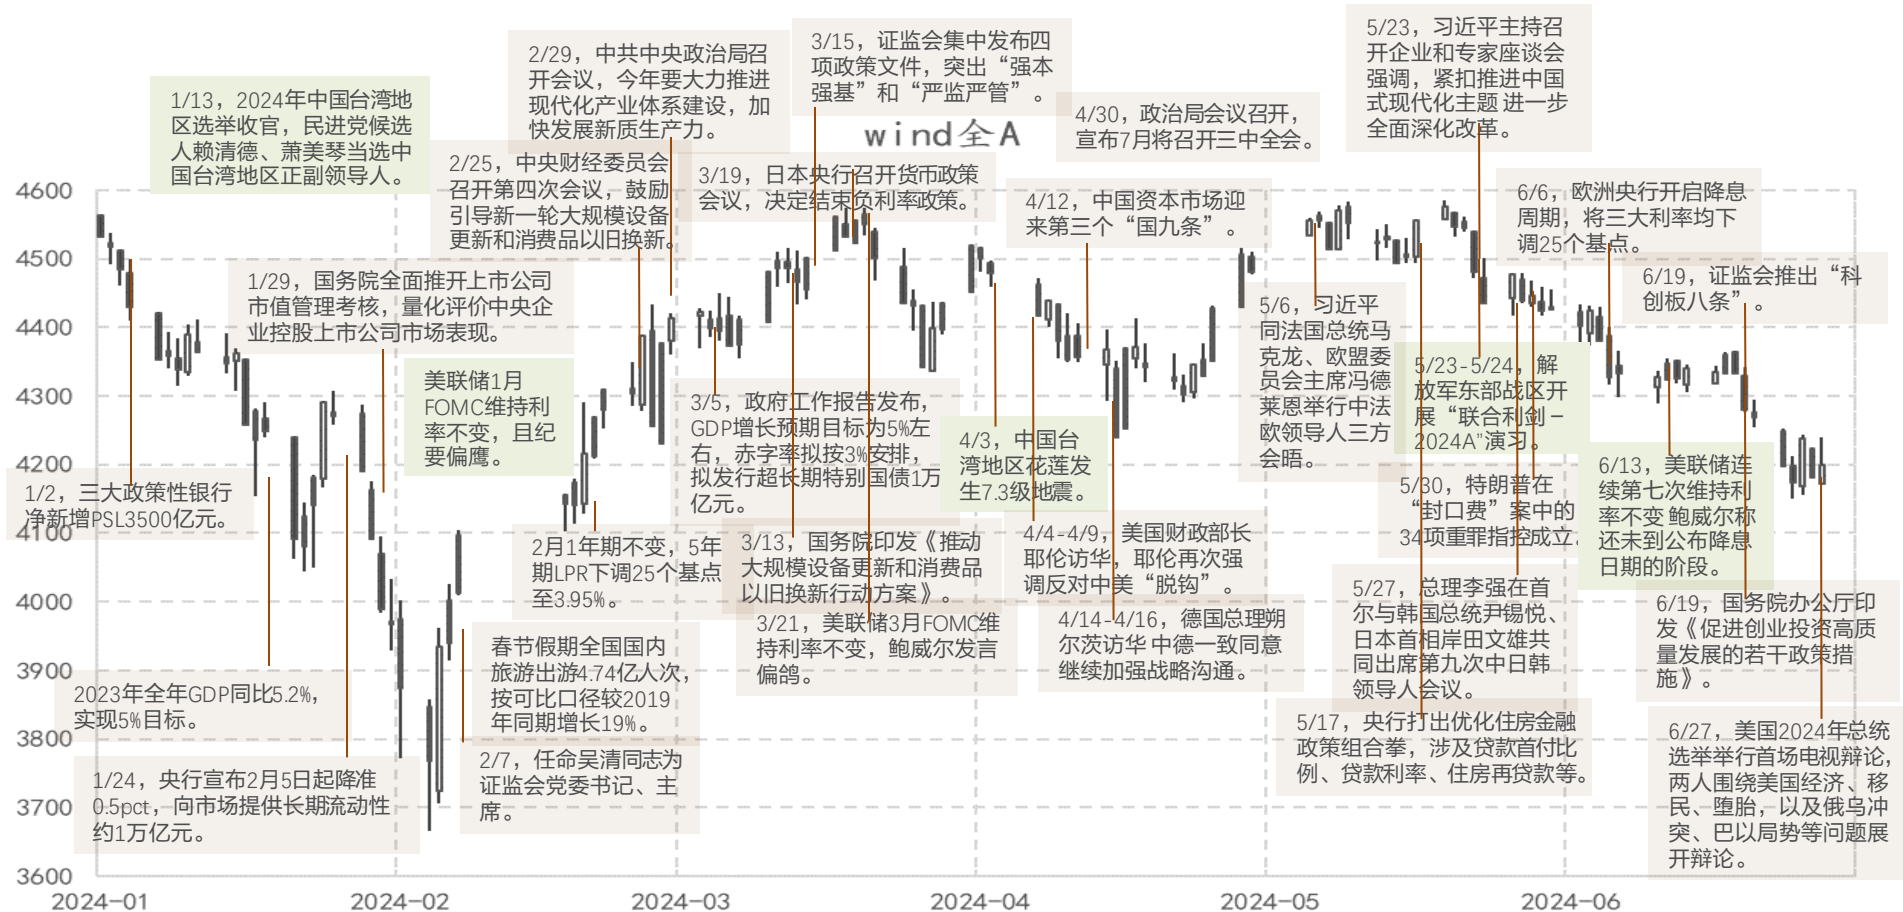 wind全A
4600
4500
4400
4300
4200
4100
4000
3900
3800
3700
3600
2024-01
2024-02
2024-03
2024-04
2024-05
2024-06
1/13，2024年中国台湾地
区选举收官，民进党候选
人赖清德、萧美琴当选中
国台湾地区正副领导人。
1/29，国务院全面推开上市公司
市值管理考核，量化评价中央企
业控股上市公司市场表现。
美联储1月
FOMC维持利
率不变，且纪
要偏鹰。
1/2，三大政策性银行
净新增PSL3500亿元。
2023年全年GDP同比5.2%，
实现5%目标。
1/24，央行宣布2月5日起降准
0.5pct，向市场提供长期流动性
约1万亿元。
2/29，中共中央政治局召
开会议，今年要大力推进
现代化产业体系建设，加
快发展新质生产力。
2/25，中央财经委员会
召开第四次会议，鼓励
引导新一轮大规模设备
更新和消费品以旧换新。
2月1年期不变，5年
期LPR下调25个基点
至3.95%。
春节假期全国国内
旅游出游4.74亿人次，
按可比口径较2019
年同期增长19%。
2/7，任命吴清同志为
证监会党委书记、主
席。
3/15，证监会集中发布四
项政策文件，突出“强本
强基”和“严监严管”。
3/19，日本央行召开货币政策
会议，决定结束负利率政策。
3/5，政府工作报告发布，
GDP增长预期目标为5%左
右，赤字率拟按3%安排，
拟发行超长期特别国债1万
亿元。
3/13，国务院印发《推动
大规模设备更新和消费品
以旧换新行动方案》。
3/21，美联储3月FOMC维
持利率不变，鲍威尔发言
偏鸽。
4/30，政治局会议召开，
宣布7月将召开三中全会。
4/12，中国资本市场迎
来第三个“国九条”。
4/3，中国台
湾地区花莲发
生7.3级地震。
4/4-4/9，美国财政部长
耶伦访华，耶伦再次强
调反对中美“脱钩”。
4/14-4/16，德国总理朔
尔茨访华 中德一致同意
继续加强战略沟通。
5/23，习近平主持召
开企业和专家座谈会
强调，紧扣推进中国
式现代化主题 进一步
全面深化改革。
5/6，习近平
同法国总统马
克龙、欧盟委
员会主席冯德
莱恩举行中法
欧领导人三方
会晤。
5/23-5/24，解
放军东部战区开
展“联合利剑－
2024A"演习。
5/30，特朗普在
“封口费”案中的
34项重罪指控成立。
5/27，总理李强在首
尔与韩国总统尹锡悦、
日本首相岸田文雄共
同出席第九次中日韩
领导人会议。
5/17，央行打出优化住房金融
政策组合拳，涉及贷款首付比
例、贷款利率、住房再贷款等。
6/6，欧洲央行开启降息
周期，将三大利率均下
调25个基点。
6/19，证监会推出“科
创板八条”。
6/13，美联储连
续第七次维持利
率不变 鲍威尔称
还未到公布降息
日期的阶段。
6/19，国务院办公厅印
发《促进创业投资高质
量发展的若干政策措
施》。
6/27，美国2024年总统
选举举行首场电视辩论，
两人围绕美国经济、移
民、堕胎，以及俄乌冲
突、巴以局势等问题展
开辩论。